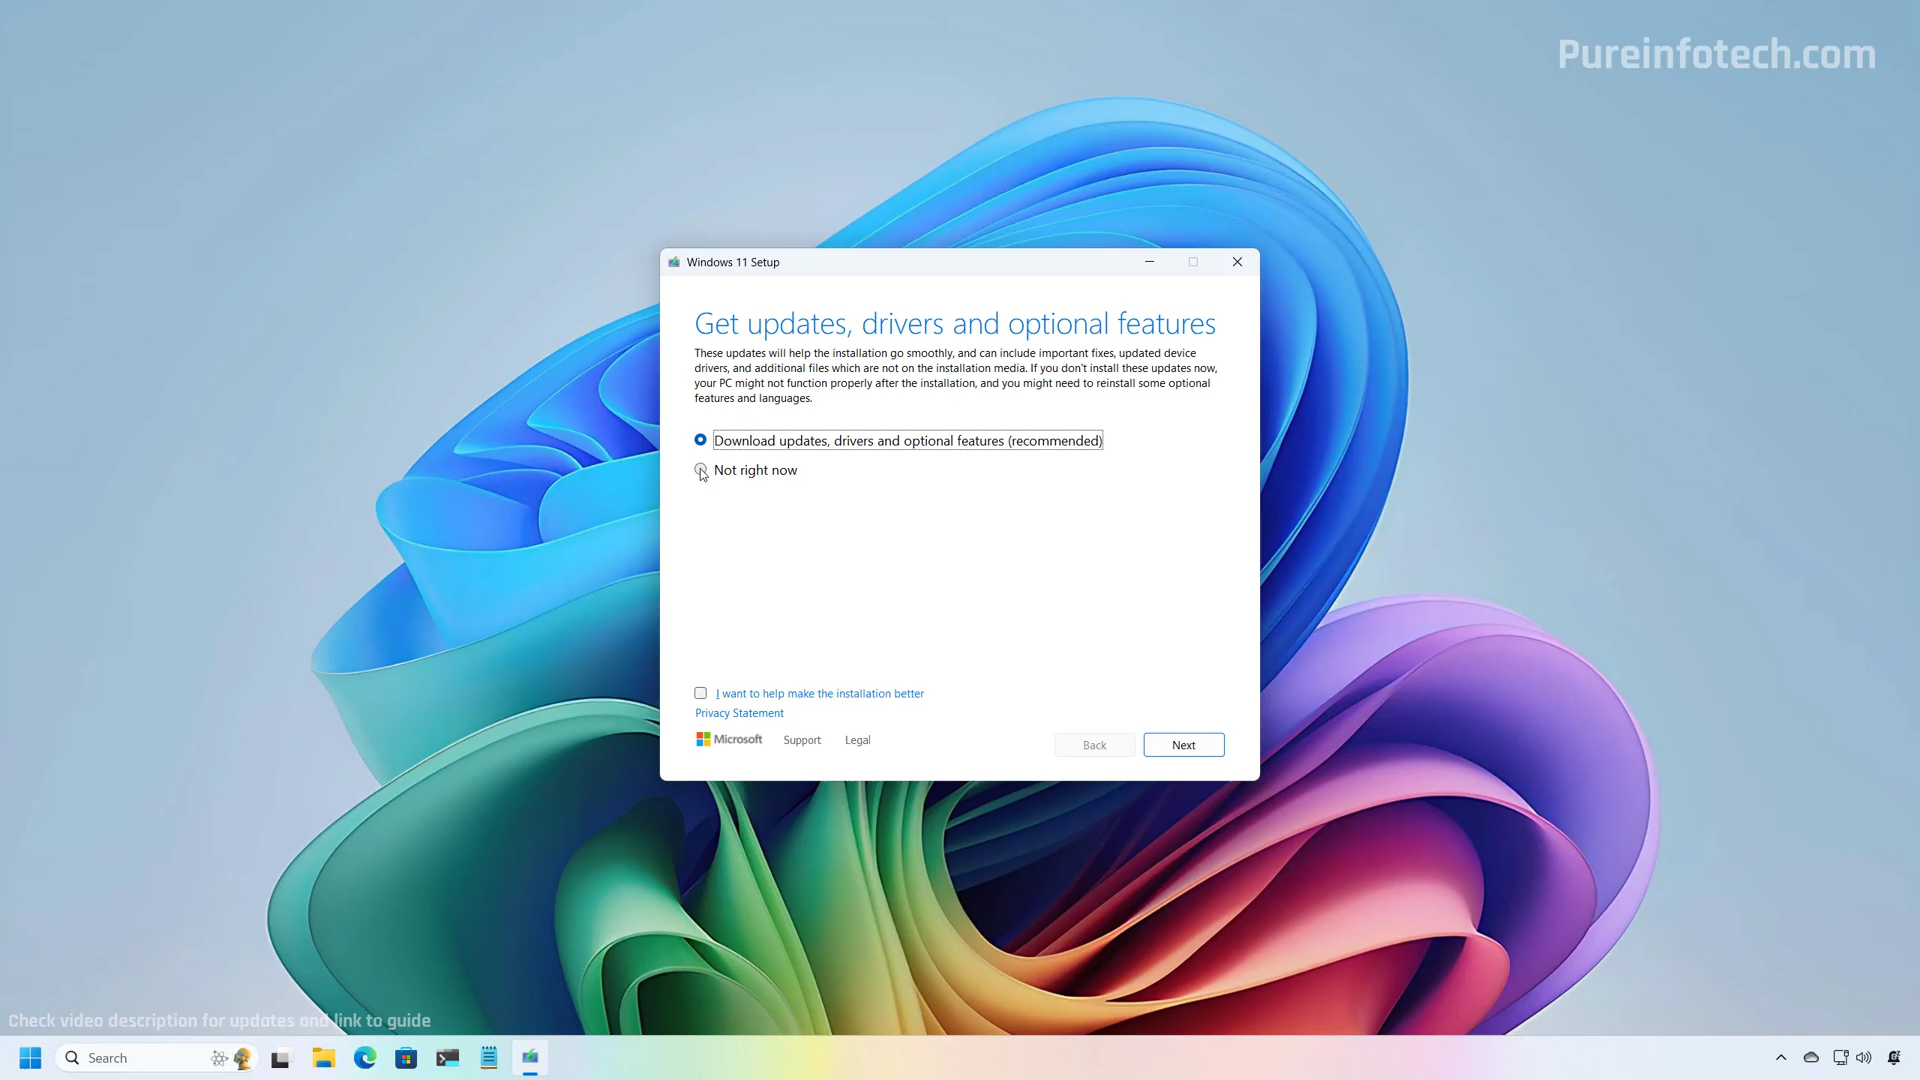 Pureinfotech.com
Windows 11 Setup
Get updates, drivers and optional features
These updates will help the installation go smoothly, and can include important fixes, updated device
drivers, and additional files which are not on the installation media. If you don't install these updates now,
your PC might not function properly after the installation, and you might need to reinstall some optional
features and languages.
Download updates, drivers and optional features (recommended)
Not right now
I want to help make the installation better
Privacy Statement
Microsoft Support Legal Back Next
Check video description for updates and link to guide
Search